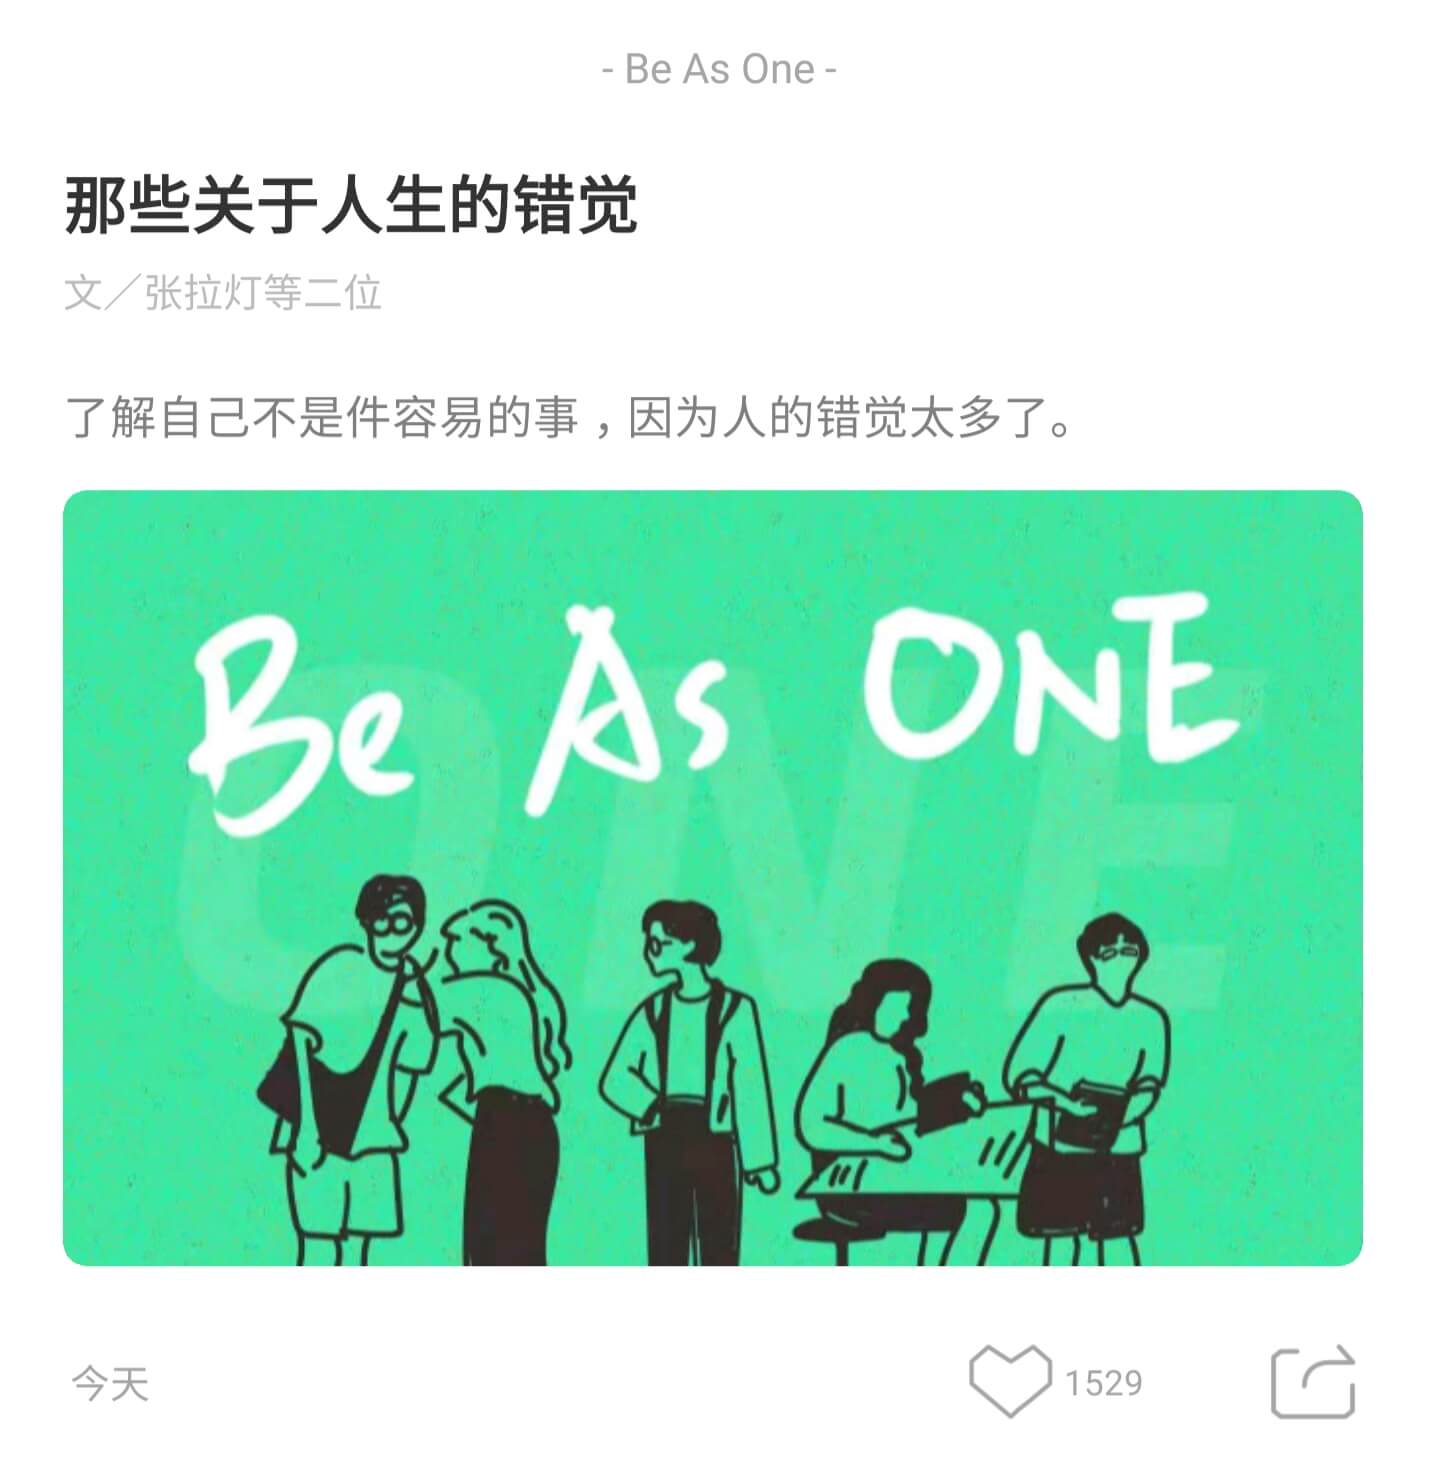 - Be As One -
那些关于人生的错觉
文／张拉灯等二位
了解自己不是件容易的事，因为人的错觉太多了。
Be As ONE
ONE
今天
1529